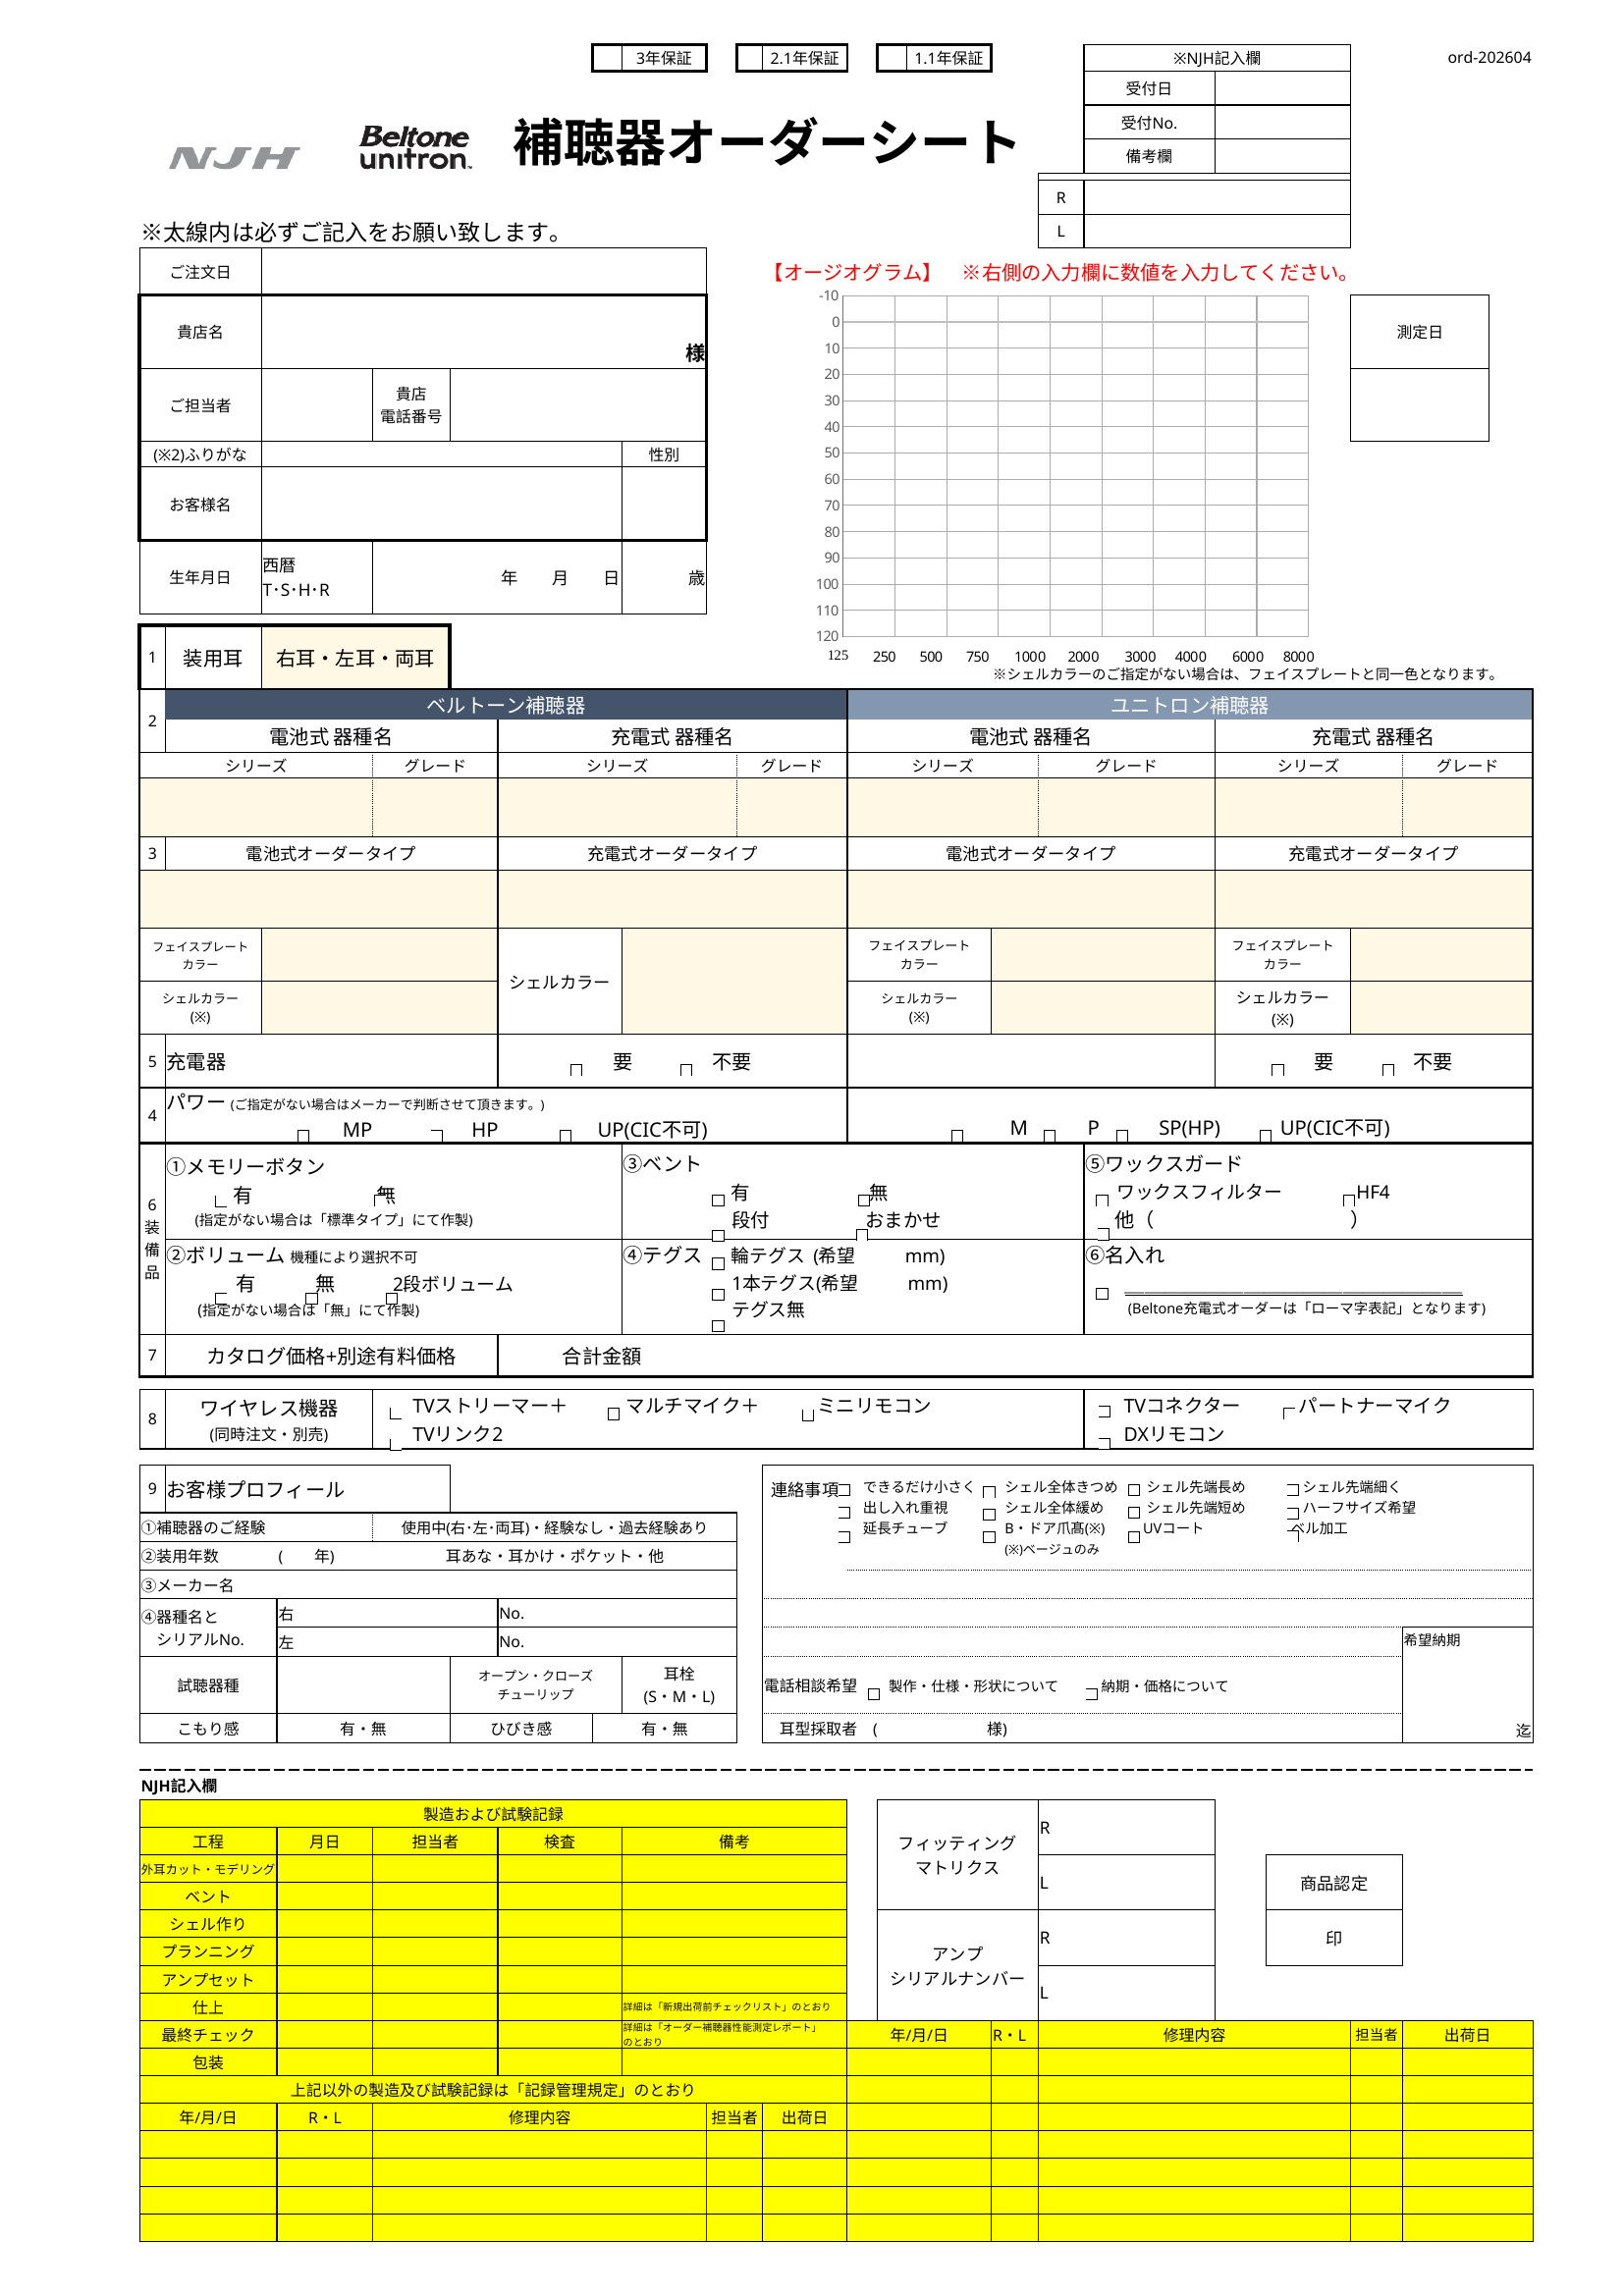 3年保証 2.1年保証 1.1年保証 ※NJH記入欄 ord-202604
受付日
受付No.
備考欄
NJH Beltone unitron. 補聴器オーダーシート
R
L
※太線内は必ずご記入をお願い致します。
ご注文日
貴店名 様
ご担当者 貴店
電話番号
(※2)ふりがな 性別
お客様名
生年月日 西暦
T･S･H･R 年 月 日 歳
【オージオグラム】 ※右側の入力欄に数値を入力してください。
-10
0
10
20
30
40
50
60
70
80
90
100
110
120
125 250 500 750 1000 2000 3000 4000 6000 8000
測定日
※シェルカラーのご指定がない場合は、フェイスプレートと同一色となります。
1 装用耳 右耳・左耳・両耳
2 ベルトーン補聴器 ユニトロン補聴器
電池式 器種名 充電式 器種名 電池式 器種名 充電式 器種名
シリーズ グレード シリーズ グレード シリーズ グレード シリーズ グレード
3 電池式オーダータイプ 充電式オーダータイプ 電池式オーダータイプ 充電式オーダータイプ
フェイスプレート
カラー
シェルカラー
(※)
シェルカラー
フェイスプレート
カラー
シェルカラー
(※)
フェイスプレート
カラー
シェルカラー
(※)
5 充電器 要 不要 要 不要
4 パワー (ご指定がない場合はメーカーで判断させて頂きます。)
MP HP UP(CIC不可) M P SP(HP) UP(CIC不可)
6
装
備
品
①メモリーボタン
有 無
(指定がない場合は「標準タイプ」にて作製)
②ボリューム 機種により選択不可
有 無 2段ボリューム
(指定がない場合は「無」にて作製)
③ベント
有 無
段付 おまかせ
④テグス 輪テグス (希望 mm)
1本テグス(希望 mm)
テグス無
⑤ワックスガード
ワックスフィルター HF4
他（ ）
⑥名入れ
(Beltone充電式オーダーは「ローマ字表記」となります)
7 カタログ価格+別途有料価格 合計金額
8 ワイヤレス機器
(同時注文・別売)
TVストリーマー＋ マルチマイク＋ ミニリモコン TVコネクター パートナーマイク
TVリンク2 DXリモコン
9 お客様プロフィール
①補聴器のご経験 使用中(右･左･両耳)・経験なし・過去経験あり
②装用年数 ( 年) 耳あな・耳かけ・ポケット・他
③メーカー名
④器種名と
シリアルNo.
右 No.
左 No.
試聴器種 オープン・クローズ
チューリップ
耳栓
(S・M・L)
こもり感 有・無 ひびき感 有・無
連絡事項 できるだけ小さく シェル全体きつめ シェル先端長め シェル先端細く
出し入れ重視 シェル全体緩め シェル先端短め ハーフサイズ希望
延長チューブ B・ドア爪高(※) UVコート ベル加工
(※)ベージュのみ
希望納期
電話相談希望 製作・仕様・形状について 納期・価格について
耳型採取者 ( 様) 迄
NJH記入欄
製造および試験記録
工程 月日 担当者 検査 備考
外耳カット・モデリング
ベント
シェル作り
プランニング
アンプセット
仕上 詳細は「新規出荷前チェックリスト」のとおり
最終チェック 詳細は「オーダー補聴器性能測定レポート」
のとおり
包装
上記以外の製造及び試験記録は「記録管理規定」のとおり
年/月/日 R・L 修理内容 担当者 出荷日
フィッティング
マトリクス
R
L
アンプ
シリアルナンバー
R
L
商品認定
印
年/月/日 R・L 修理内容 担当者 出荷日